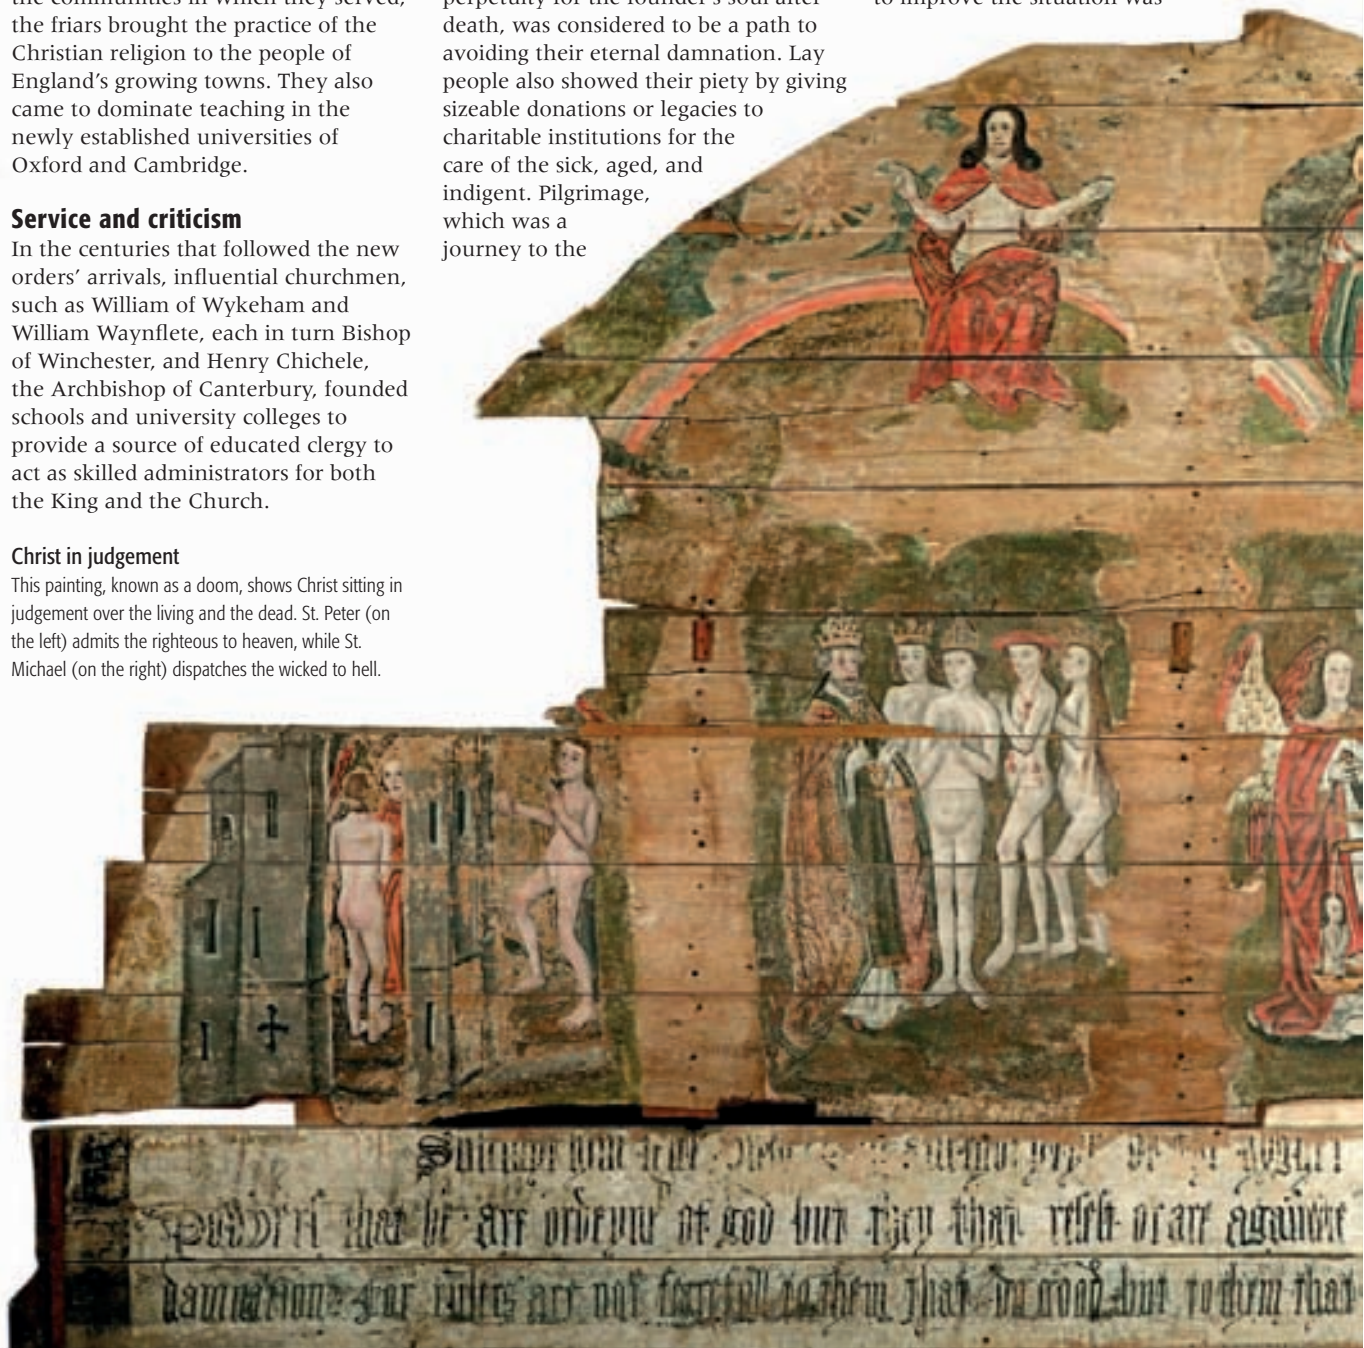 the communities in which they served,
the friars brought the practice of the
Christian religion to the people of
England's growing towns. They also
came to dominate teaching in the
newly established universities of
Oxford and Cambridge.
Service and criticism
In the centuries that followed the new
orders' arrivals, influential churchmen,
such as William of Wykeham and
William Waynflete, each in turn Bishop
of Winchester, and Henry Chichele,
the Archbishop of Canterbury, founded
schools and university colleges to
provide a source of educated clergy to
act as skilled administrators for both
the King and the Church.
Christ in judgement
This painting, known as a doom, shows Christ sitting in
judgement over the living and the dead. St. Peter (on
the left) admits the righteous to heaven, while St.
Michael (on the right) dispatches the wicked to hell.
perpetuity for the founder's soul after
death, was considered to be a path to
avoiding their eternal damnation. Lay
people also showed their piety by giving
sizeable donations or legacies to
charitable institutions for the
care of the sick, aged, and
indigent. Pilgrimage,
which was a
journey to the
to improve the situation was
that be are of god but they that or are
for rulers are not to them that do good but to them that